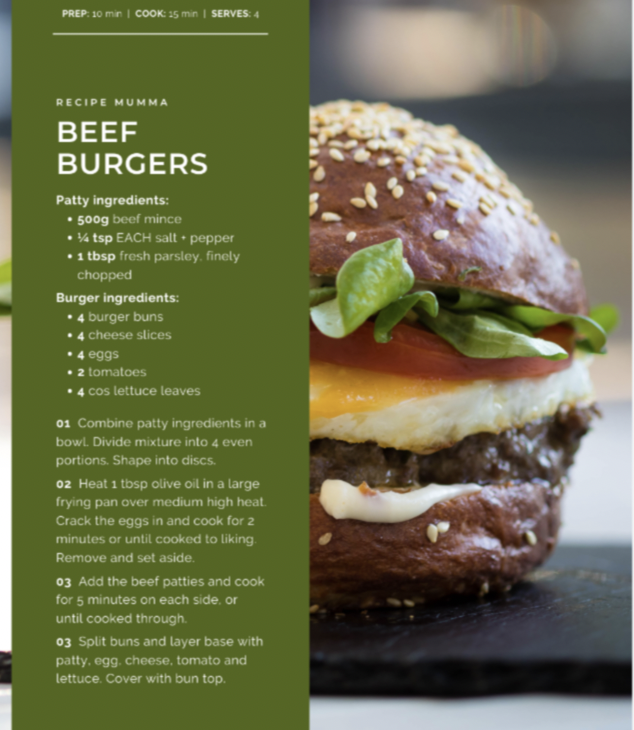 PREP: 10 min | COOK: 15 min | SERVES: 4
RECIPE MUMMA
BEEF
BURGERS
Patty ingredients:
• 500g beef mince
• ¼ tsp EACH salt + pepper
• 1 tbsp fresh parsley, finely
chopped
Burger ingredients:
• 4 burger buns
• 4 cheese slices
• 4 eggs
• 2 tomatoes
• 4 cos lettuce leaves
01 Combine patty ingredients in a
bowl. Divide mixture into 4 even
portions. Shape into discs.
02 Heat 1 tbsp olive oil in a large
frying pan over medium high heat.
Crack the eggs in and cook for 2
minutes or until cooked to liking.
Remove and set aside.
03 Add the beef patties and cook
for 5 minutes on each side, or
until cooked through.
03 Split buns and layer base with
patty, egg, cheese, tomato and
lettuce. Cover with bun top.